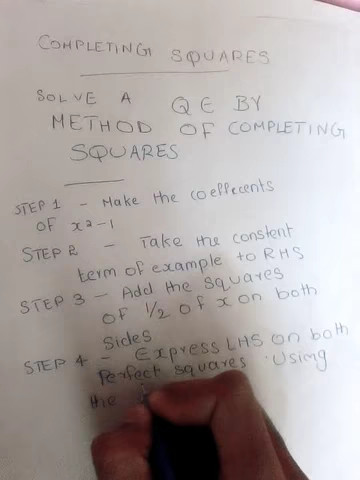 COMPLETING SQUARES
SOLVE A QE BY
METHOD OF COMPLETING
SQUARES
STEP 1 - Make the coefficents
OF x²-1
STEP 2 - Take the constent
term of example to RHS
STEP 3 - Add the squares
OF 1/2 of x on both
sides
STEP 4 - Express LHS on both
Perfect squares Using
the